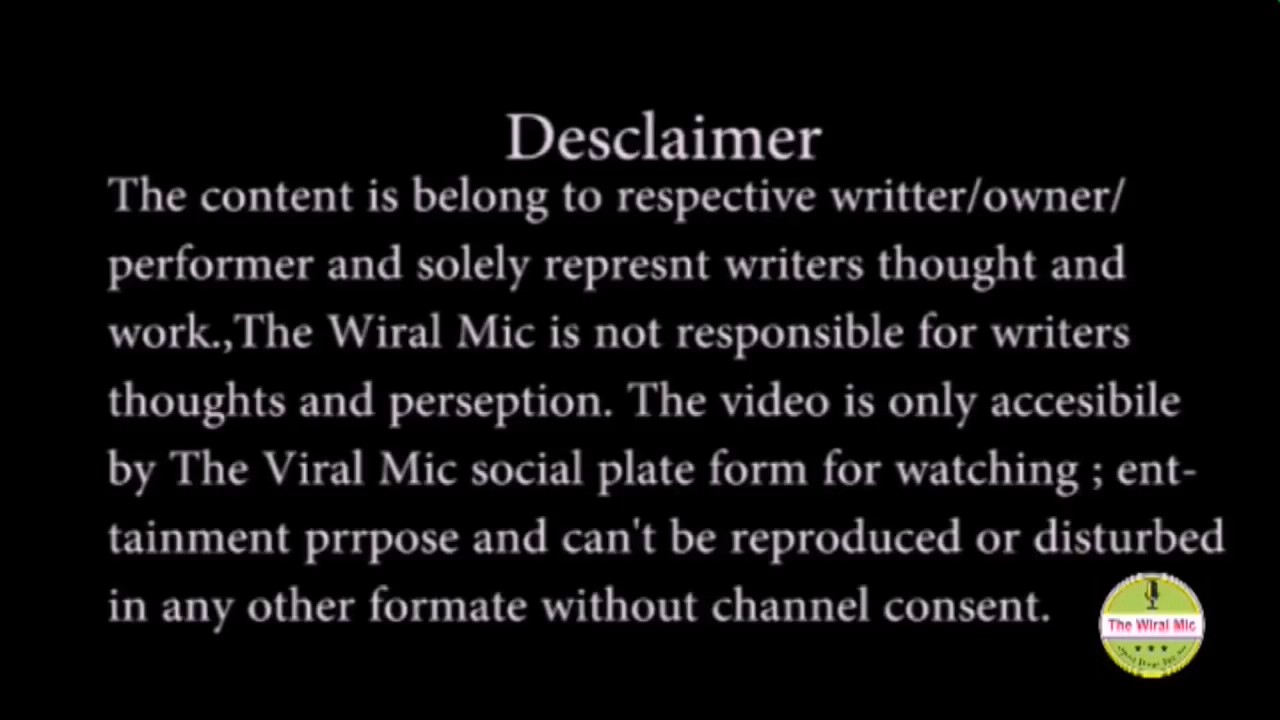 Desclaimer
The content is belong to respective writter/owner/
performer and solely represnt writers thought and
work.,The Wiral Mic is not responsible for writers
thoughts and perseption. The video is only accesibile
by The Viral Mic social plate form for watching ; ent-
tainment prrpose and can't be reproduced or disturbed
in any other formate without channel consent.
The Wiral Mic